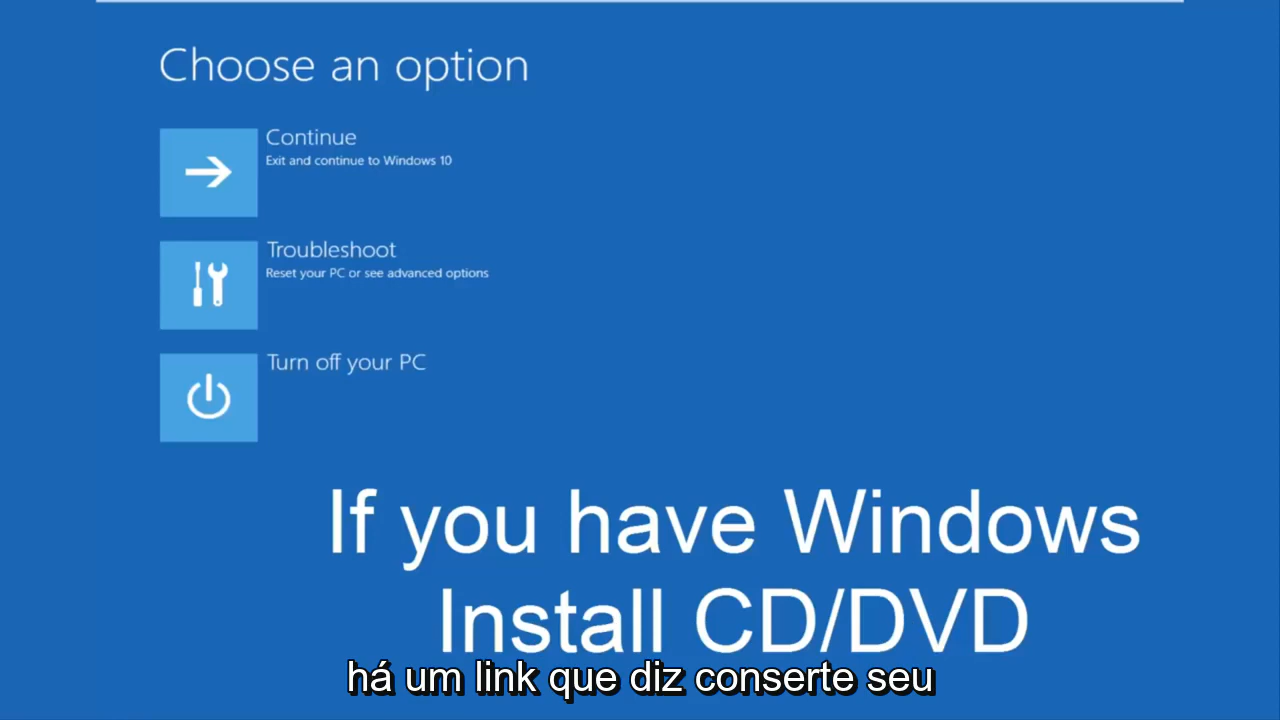 Choose an option
Continue
Exit and continue to Windows 10
Troubleshoot
Reset your PC or see advanced options
Turn off your PC
If you have Windows
Install CD/DVD
há um link que diz conserte seu